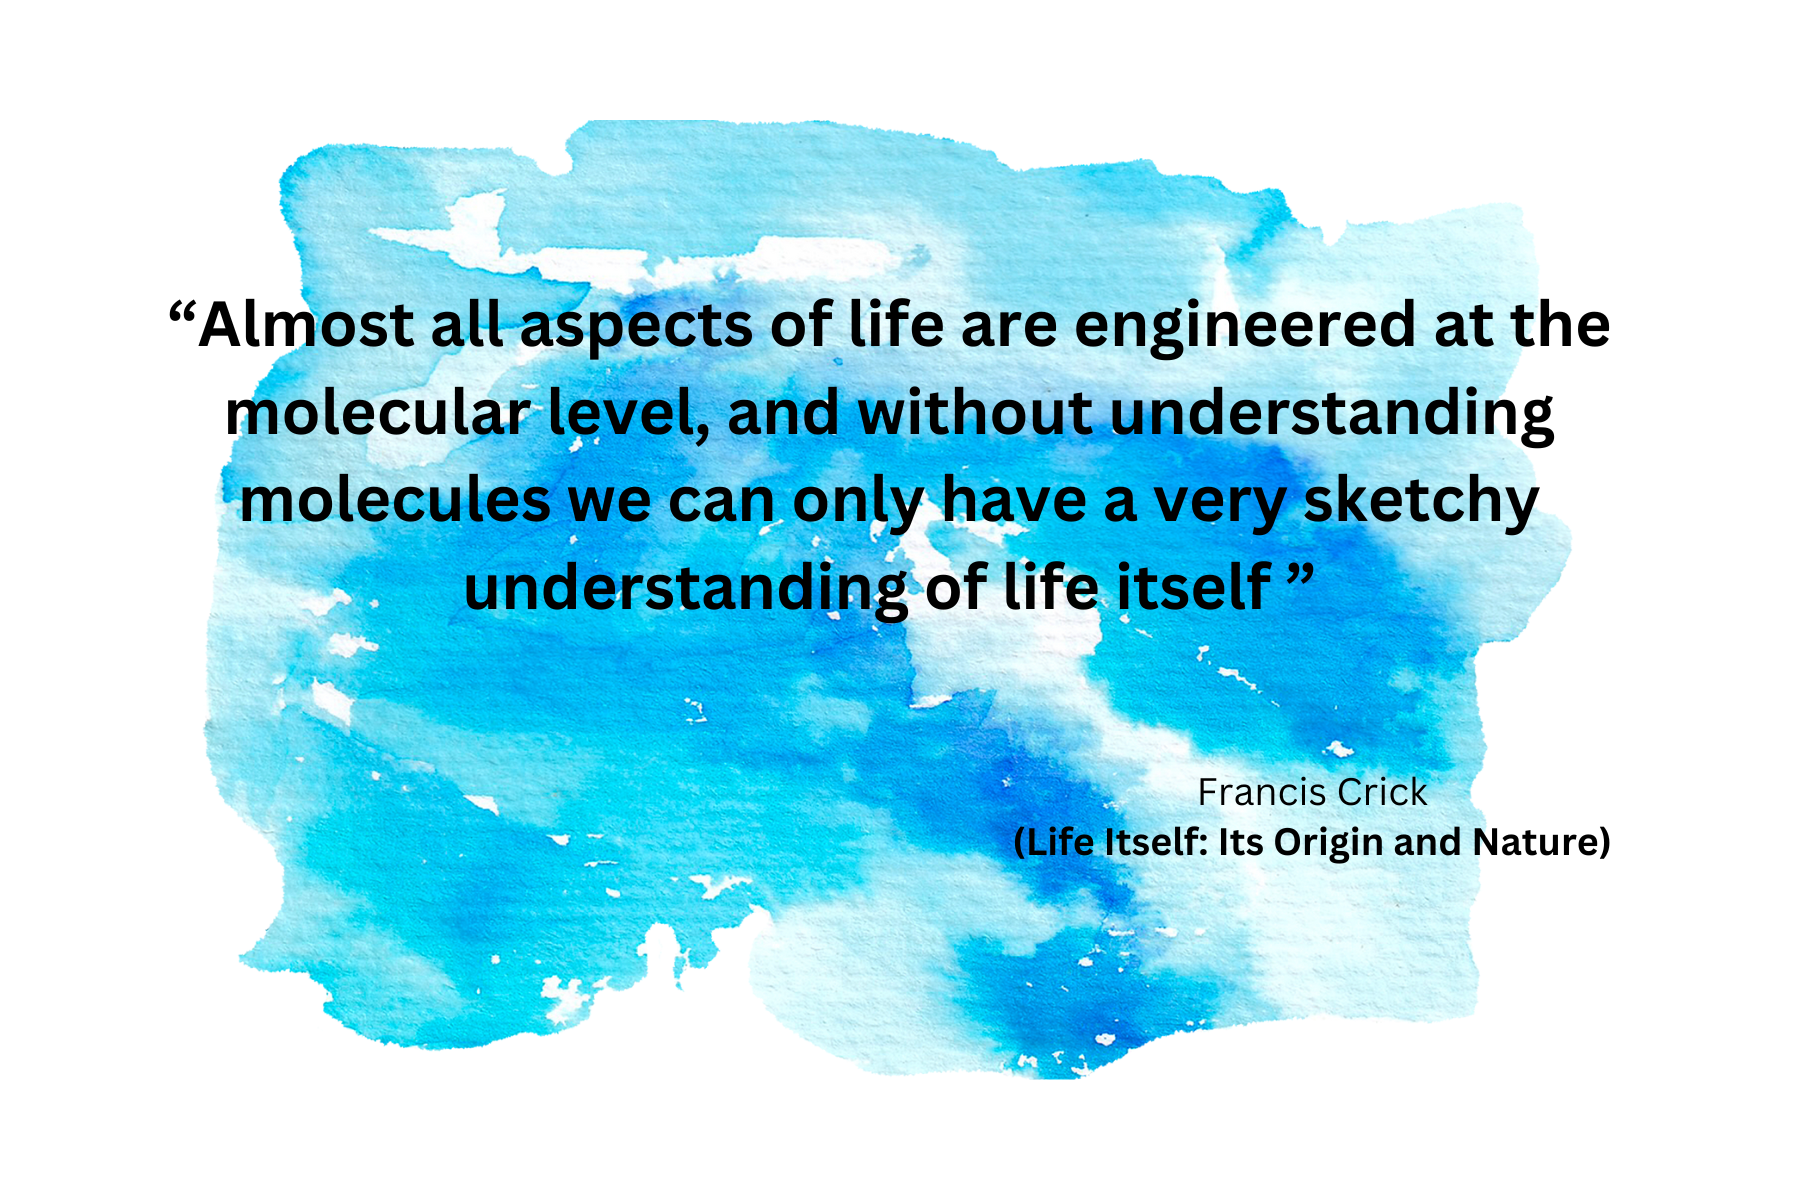 “Almost all aspects of life are engineered at the
molecular level, and without understanding
molecules we can only have a very sketchy
understanding of life itself ”
Francis Crick
(Life Itself: Its Origin and Nature)